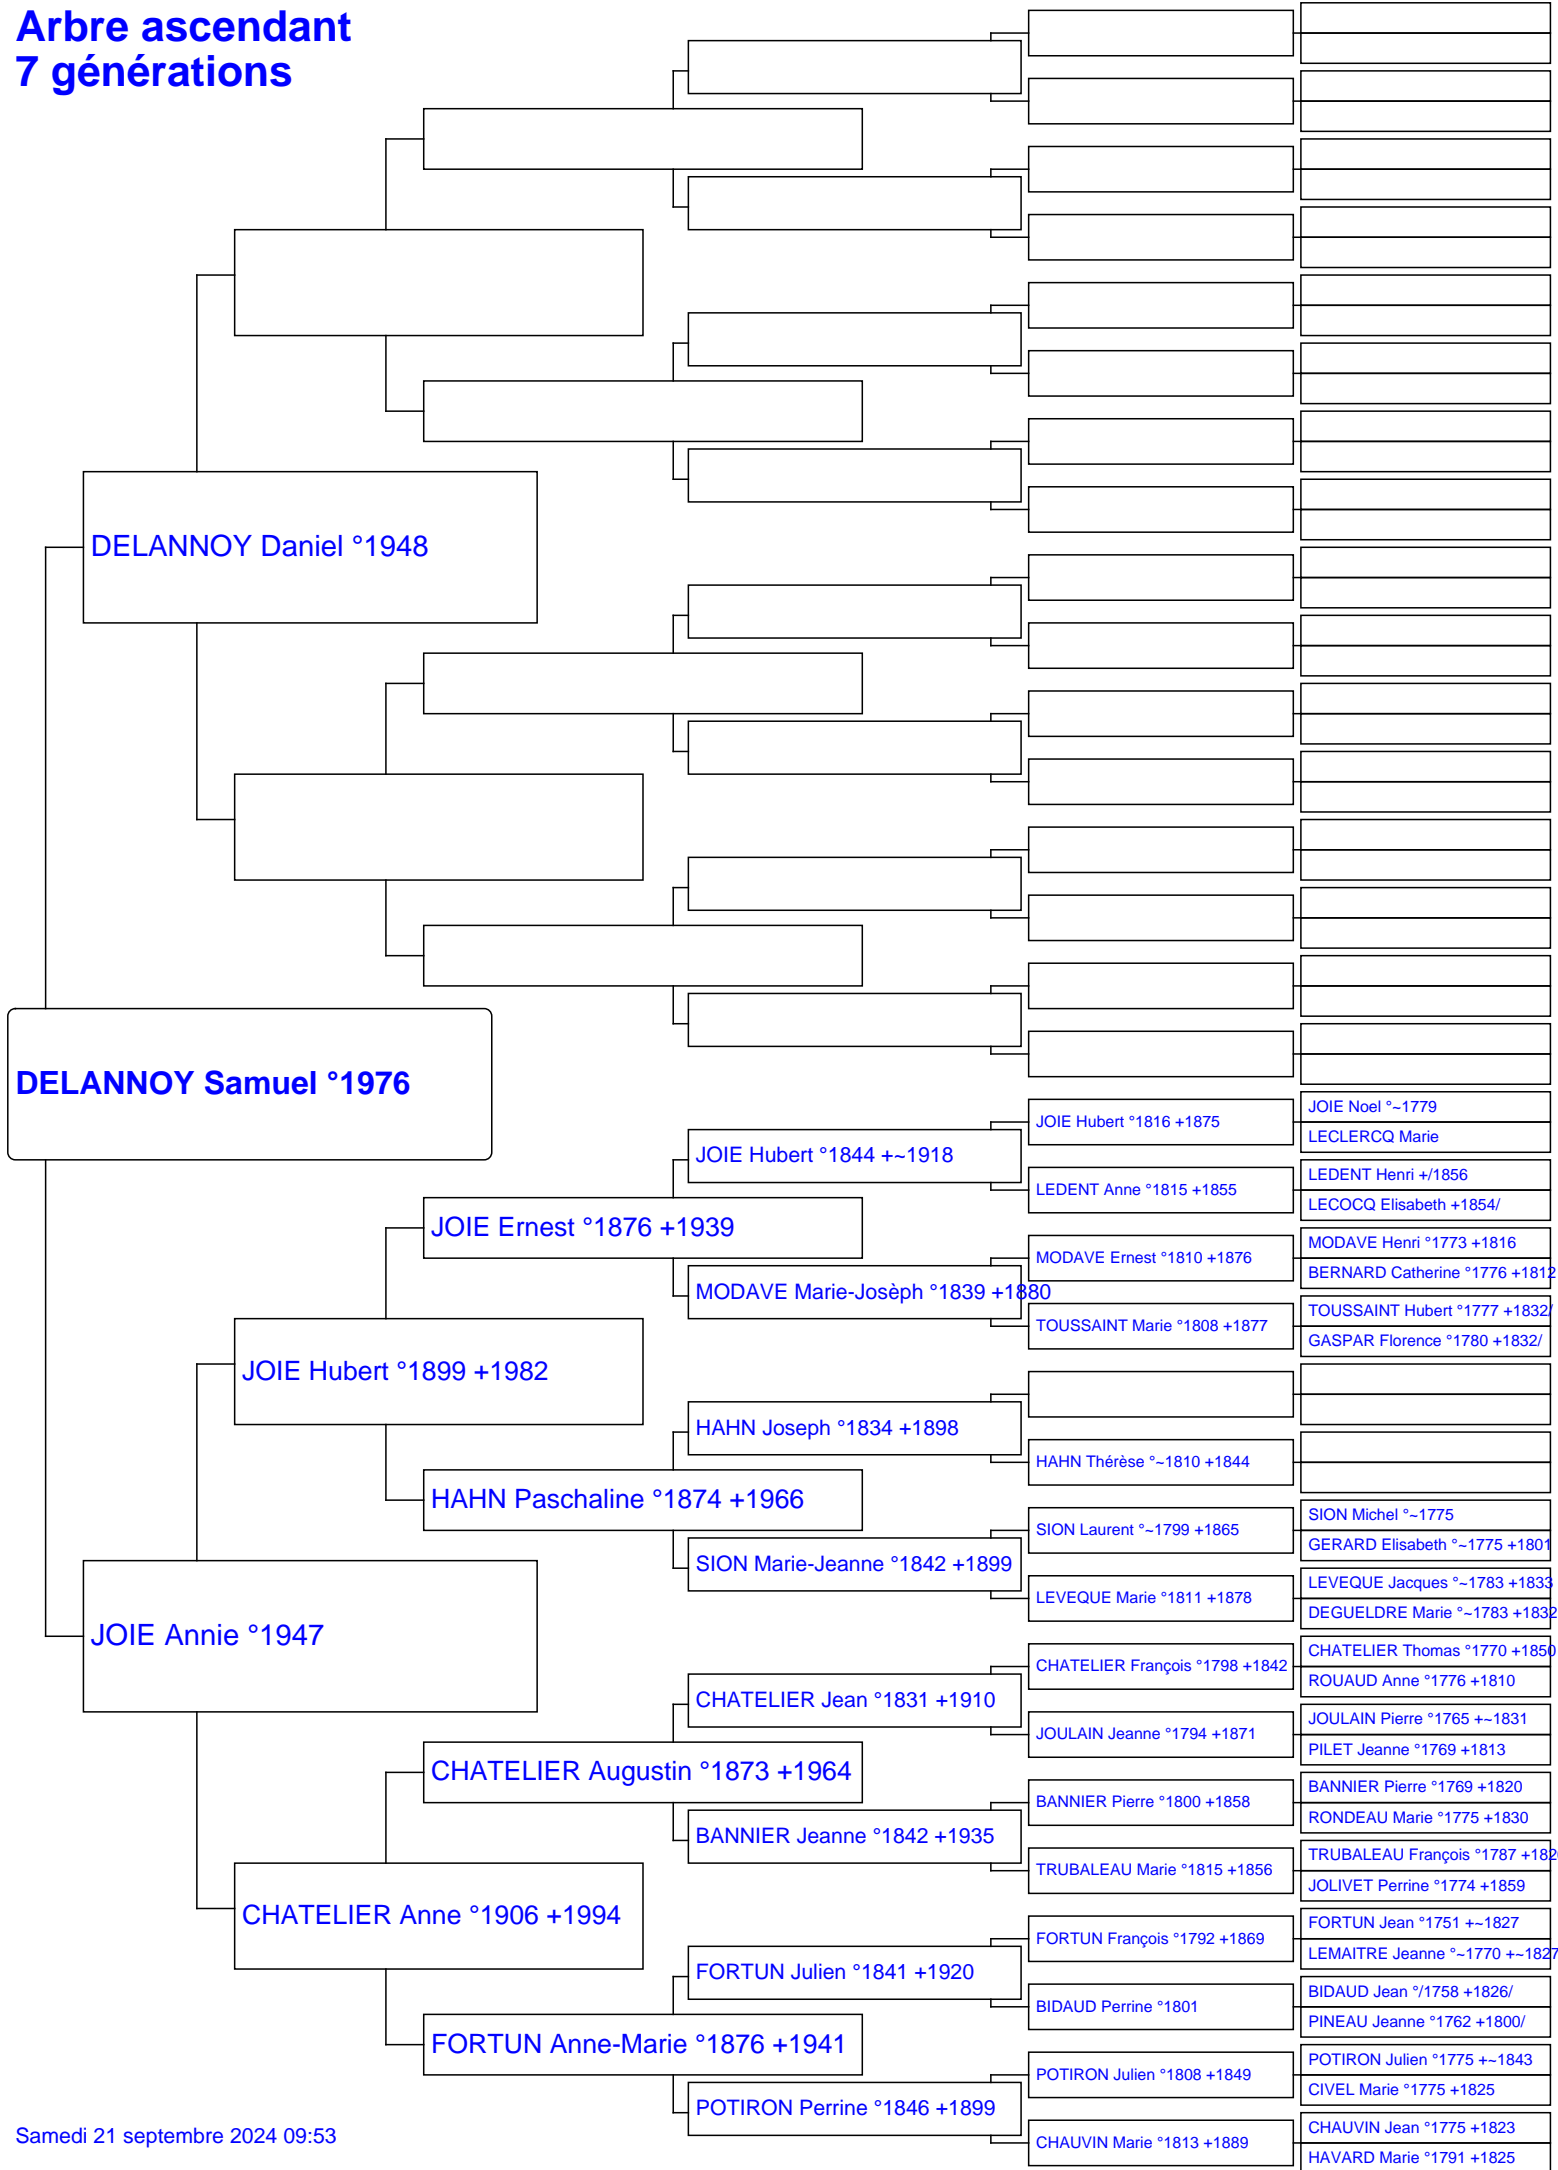 Arbre ascendant
7 générations
DELANNOY Samuel °1976
DELANNOY Daniel °1948
JOIE Annie °1947
JOIE Hubert °1899 +1982
CHATELIER Anne °1906 +1994
JOIE Ernest °1876 +1939
HAHN Paschaline °1874 +1966
CHATELIER Augustin °1873 +1964
FORTUN Anne-Marie °1876 +1941
JOIE Hubert °1844 +~1918
MODAVE Marie-Josèph °1839 +1880
HAHN Joseph °1834 +1898
SION Marie-Jeanne °1842 +1899
CHATELIER Jean °1831 +1910
BANNIER Jeanne °1842 +1935
FORTUN Julien °1841 +1920
POTIRON Perrine °1846 +1899
JOIE Hubert °1816 +1875
LEDENT Anne °1815 +1855
MODAVE Ernest °1810 +1876
TOUSSAINT Marie °1808 +1877
HAHN Thérèse °~1810 +1844
SION Laurent °~1799 +1865
LEVEQUE Marie °1811 +1878
CHATELIER François °1798 +1842
JOULAIN Jeanne °1794 +1871
BANNIER Pierre °1800 +1858
TRUBALEAU Marie °1815 +1856
FORTUN François °1792 +1869
BIDAUD Perrine °1801
POTIRON Julien °1808 +1849
CHAUVIN Marie °1813 +1889
JOIE Noel °~1779
LECLERCQ Marie
LEDENT Henri +/1856
LECOCQ Elisabeth +1854/
MODAVE Henri °1773 +1816
BERNARD Catherine °1776 +1812
TOUSSAINT Hubert °1777 +1832/
GASPAR Florence °1780 +1832/
SION Michel °~1775
GERARD Elisabeth °~1775 +1801
LEVEQUE Jacques °~1783 +1833
DEGUELDRE Marie °~1783 +1832
CHATELIER Thomas °1770 +1850
ROUAUD Anne °1776 +1810
JOULAIN Pierre °1765 +~1831
PILET Jeanne °1769 +1813
BANNIER Pierre °1769 +1820
RONDEAU Marie °1775 +1830
TRUBALEAU François °1787
JOLIVET Perrine °1774 +1859
FORTUN Jean °1751 +~1827
LEMAITRE Jeanne °~1770 +~1827
BIDAUD Jean °/1758 +1826/
PINEAU Jeanne °1762 +1800/
POTIRON Julien °1775 +~1843
CIVEL Marie °1775 +1825
CHAUVIN Jean °1775 +1823
HAVARD Marie °1791 +1825
Samedi 21 septembre 2024 09:53